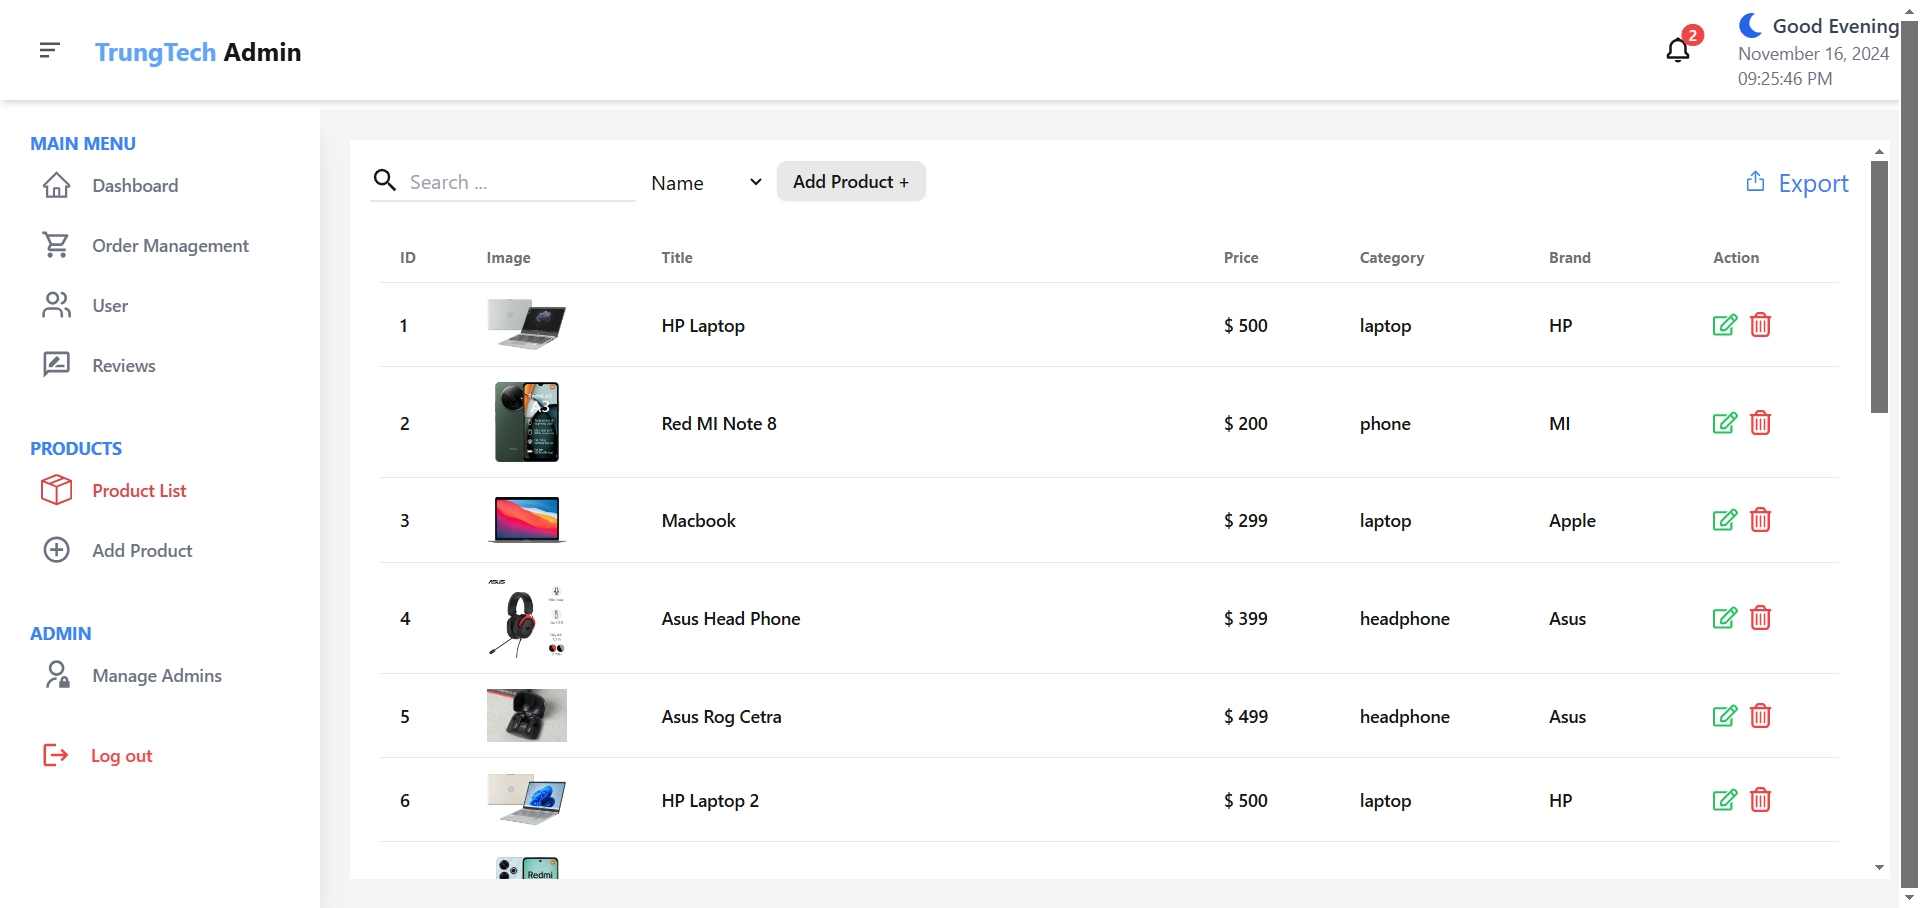 TrungTech Admin
2
Good Evening
November 16, 2024
09:25:46 PM
MAIN MENU
Dashboard
Order Management
User
Reviews
PRODUCTS
Product List
Add Product
ADMIN
Manage Admins
Log out
Search ...
Name
Add Product +
Export
ID Image Title Price Category Brand Action
1 HP Laptop $ 500 laptop HP
A3
2 Red MI Note 8 $ 200 phone MI
3 Macbook $ 299 laptop Apple
ASUS
4 Asus Head Phone $ 399 headphone Asus
5 Asus Rog Cetra $ 499 headphone Asus
6 HP Laptop 2 $ 500 laptop HP
Redmi